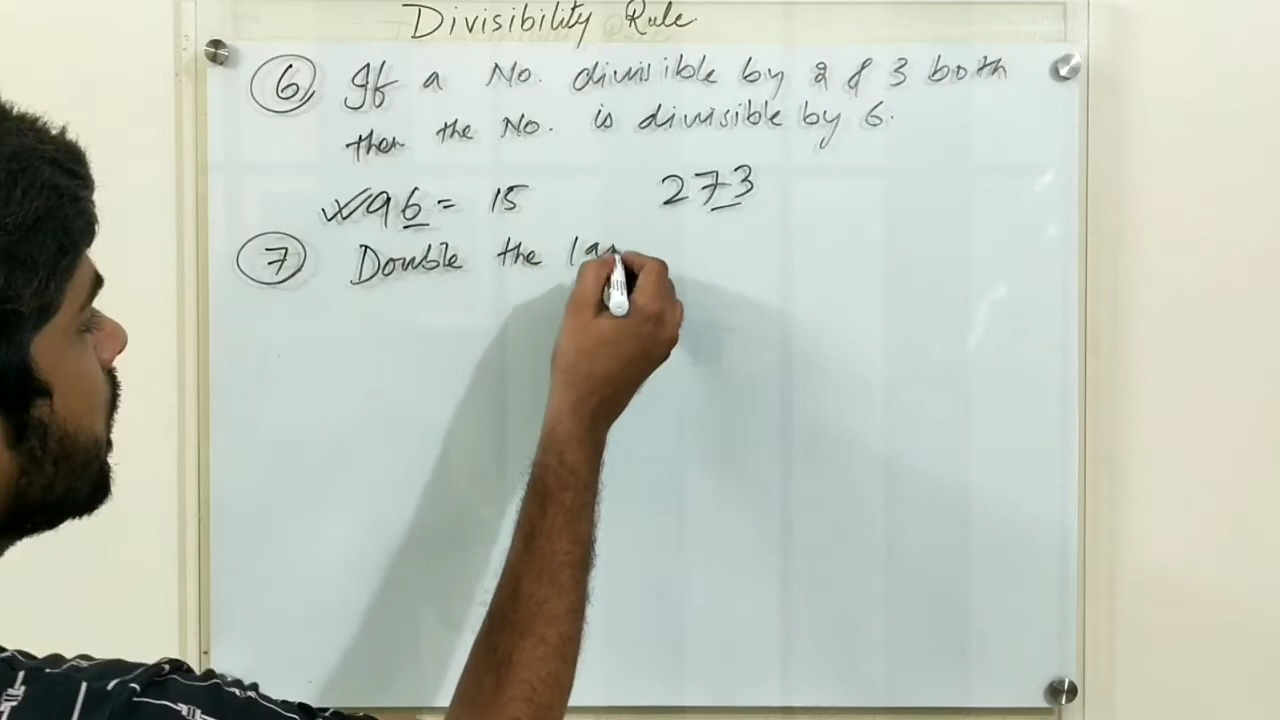 Divisibility Rule
6 If a No. divisible by 2 & 3 both
then the No. is divisible by 6.
96 = 15 273
7 Double the